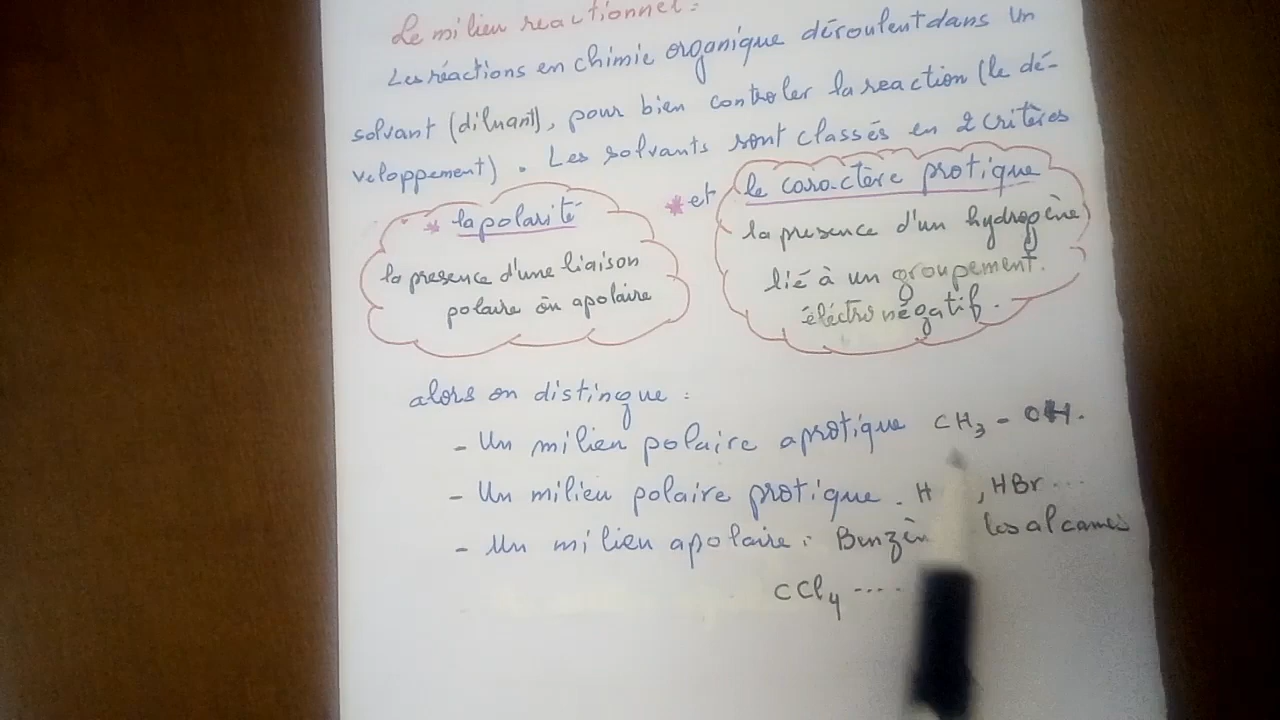 Le milieu reactionnel :
Les réactions en chimie organique déroulent dans un
solvant (diluant), pour bien controler la reaction (le dé-
veloppement). Les solvants sont classés en 2 critères
* la polarité
la presence d'une liaison
polaire ou apolaire
* et le caractère protique
la presence d'un hydrogène
lié à un groupement
éléctronégatif.
alors on distingue :
- Un milieu polaire aprotique CH3 - OH.
- Un milieu polaire protique. H , HBr ...
- Un milieu apolaire : les alcames
CCl4 ....